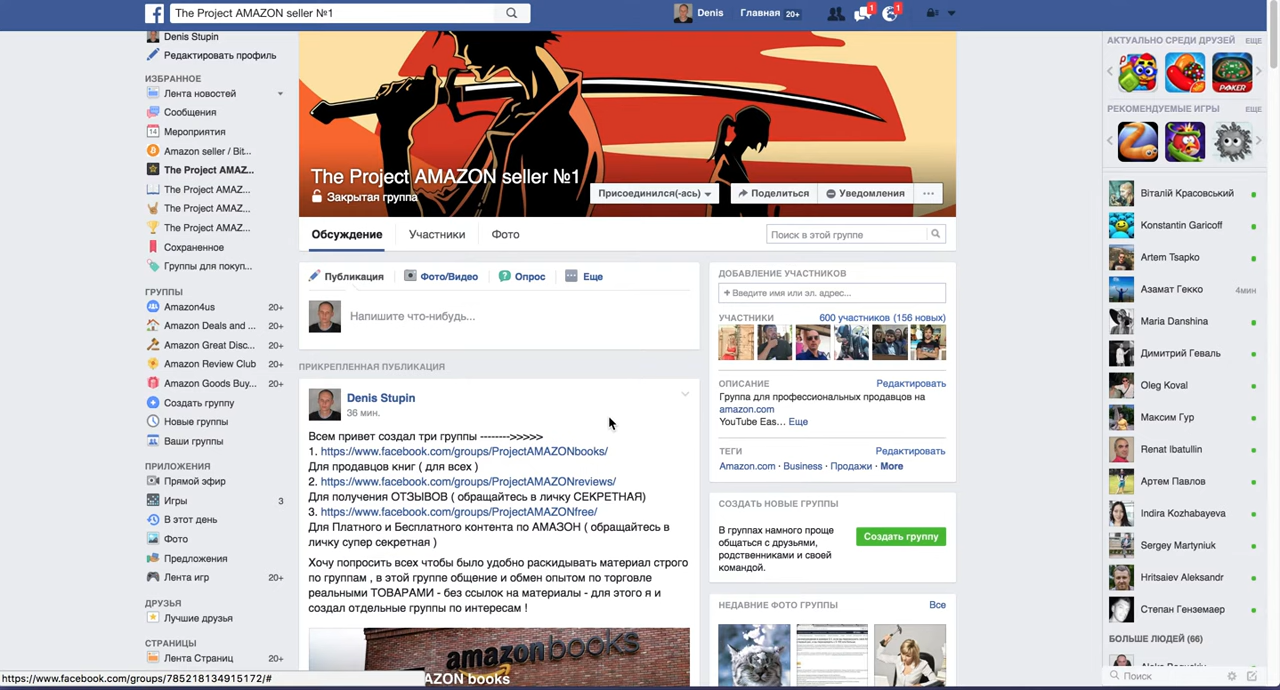 The Project AMAZON seller №1
Denis
Главная 20+
1
1
Denis Stupin
Редактировать профиль
ИЗБРАННОЕ
Лента новостей
Сообщения
14 Мероприятия
Amazon seller / Bit...
The Project AMAZ...
The Project AMAZ...
The Project AMAZ...
The Project AMAZ...
Сохраненное
Группы для покуп...
ГРУППЫ
Amazon4us 20+
Amazon Deals and ... 20+
Amazon Great Disc... 20+
Amazon Review Club 20+
Amazon Goods Buy... 20+
Создать группу
Новые группы
Ваши группы
ПРИЛОЖЕНИЯ
Прямой эфир
Игры 3
В этот день
Фото
Предложения
Лента игр 20+
ДРУЗЬЯ
Лучшие друзья
СТРАНИЦЫ
Лента Страниц 20+
https://www.facebook.com/groups/785218134915172/#
The Project AMAZON seller №1
Закрытая группа
Присоединился(-ась)
Поделиться
Уведомления
Обсуждение
Участники
Фото
Поиск в этой группе
Публикация
Фото/Видео
Опрос
Еще
Напишите что-нибудь...
ПРИКРЕПЛЕННАЯ ПУБЛИКАЦИЯ
Denis Stupin
36 мин.
Всем привет создал три группы -------->>>>>
1. https://www.facebook.com/groups/ProjectAMAZONbooks/
Для продавцов книг ( для всех )
2. https://www.facebook.com/groups/ProjectAMAZONreviews/
Для получения ОТЗЫВОВ ( обращайтесь в личку СЕКРЕТНАЯ)
3. https://www.facebook.com/groups/ProjectAMAZONfree/
Для Платного и Бесплатного контента по АМАЗОН ( обращайтесь в
личку супер секретная )
Хочу попросить всех чтобы было удобно раскидывать материал строго
по группам , в этой группе общение и обмен опытом по торговле
реальными ТОВАРАМИ - без ссылок на материалы - для этого я и
создал отдельные группы по интересам !
amazonbooks
AZON books
ДОБАВЛЕНИЕ УЧАСТНИКОВ
+ Введите имя или эл. адрес...
УЧАСТНИКИ
600 участников (156 новых)
ОПИСАНИЕ
Редактировать
Группа для профессиональных продавцов на
amazon.com
YouTube Eas... Еще
ТЕГИ
Редактировать
Amazon.com · Business · Продажи · More
СОЗДАТЬ НОВЫЕ ГРУППЫ
В группах намного проще
общаться с друзьями,
родственниками и своей
командой.
Создать группу
НЕДАВНИЕ ФОТО ГРУППЫ
Все
АКТУАЛЬНО СРЕДИ ДРУЗЕЙ ЕЩЕ
POKER
РЕКОМЕНДУЕМЫЕ ИГРЫ ЕЩЕ
Віталій Красовський
Konstantin Garicoff
Artem Tsapko
Азамат Гекко 4мин
Maria Danshina
Димитрий Геваль
Oleg Koval
Максим Гур
Renat Ibatullin
Артем Павлов
Indira Kozhabayeva
Sergey Martyniuk
Hritsaiev Aleksandr
Степан Генземаер
БОЛЬШЕ ЛЮДЕЙ (66)
Поиск